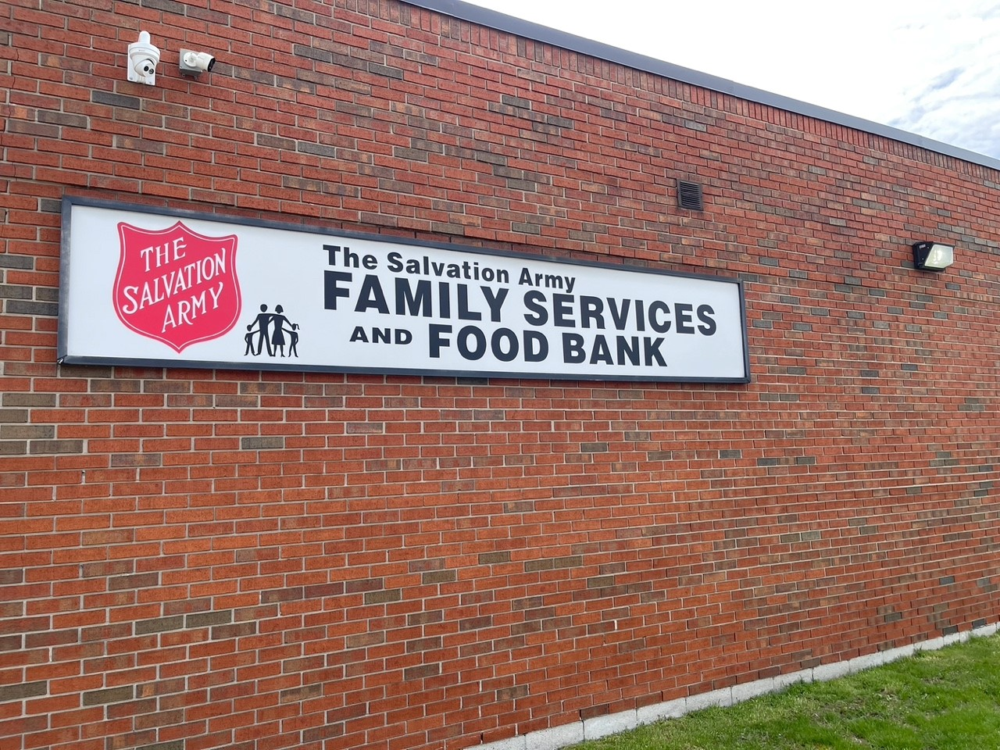 THE
SALVATION
ARMY
The Salvation Army
FAMILY SERVICES
AND FOOD BANK